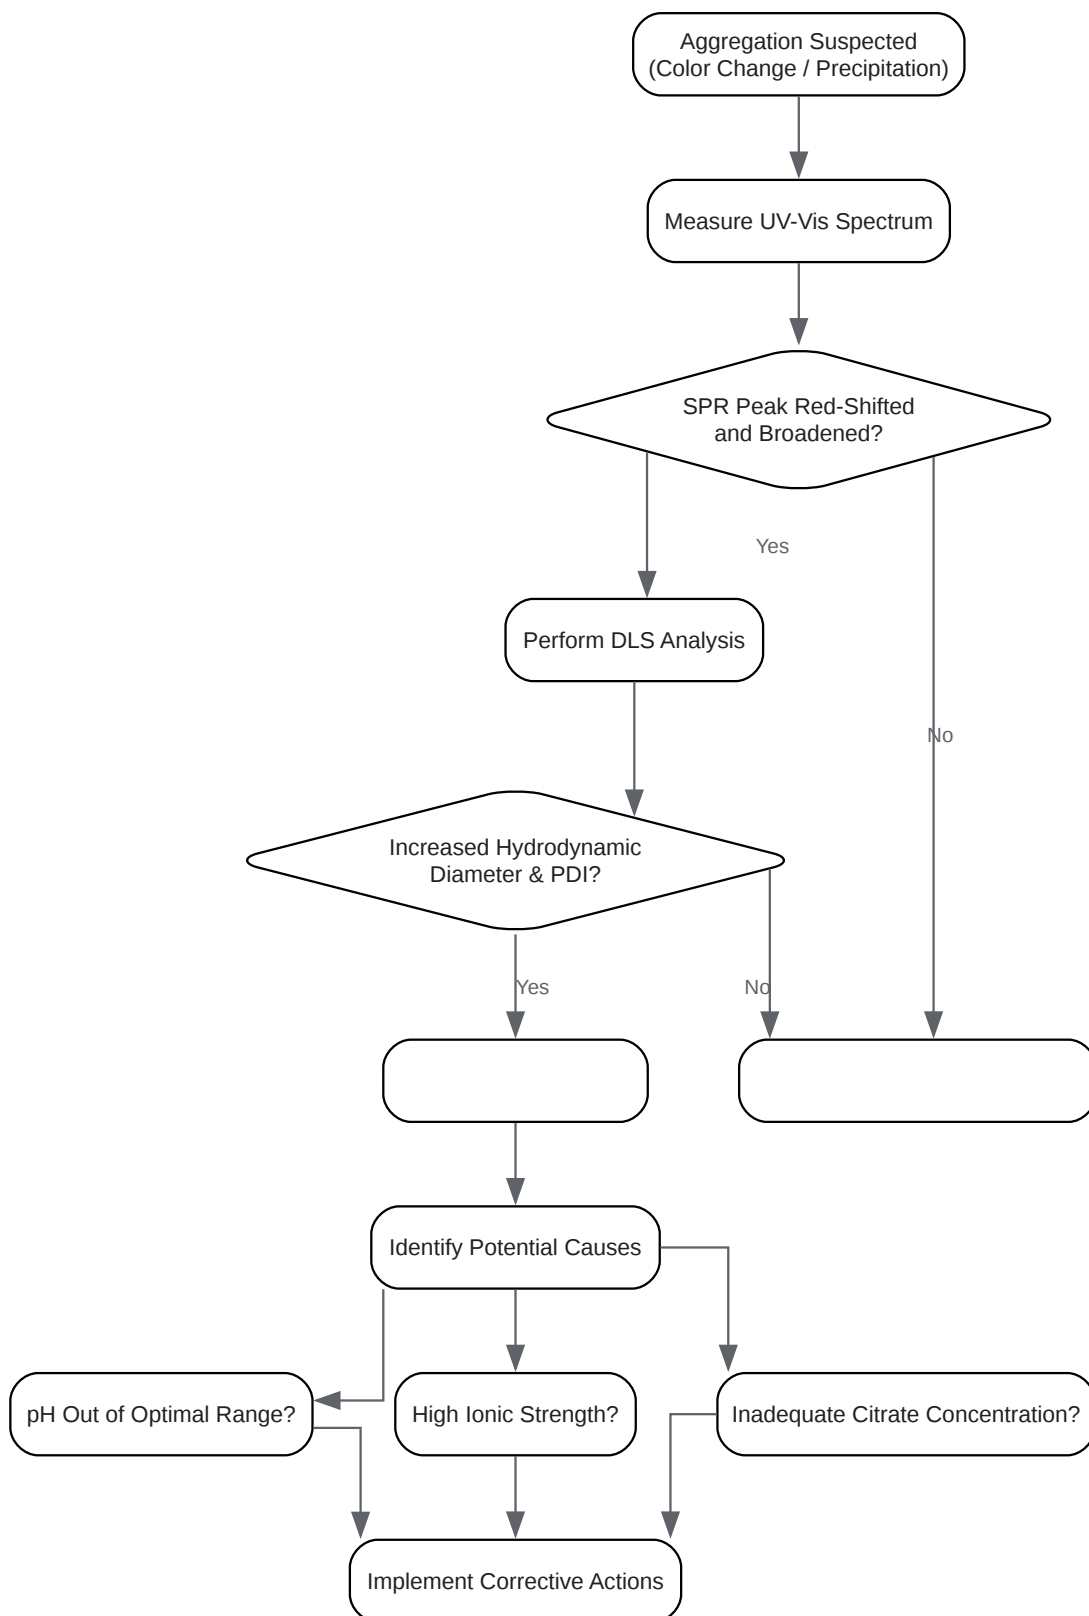 Aggregation Suspected
(Color Change / Precipitation)
Measure UV-Vis Spectrum
SPR Peak Red-Shifted
and Broadened?
Yes
Perform DLS Analysis
No
Increased Hydrodynamic
Diameter & PDI?
Yes
No
Identify Potential Causes
pH Out of Optimal Range?
High Ionic Strength?
Inadequate Citrate Concentration?
Implement Corrective Actions